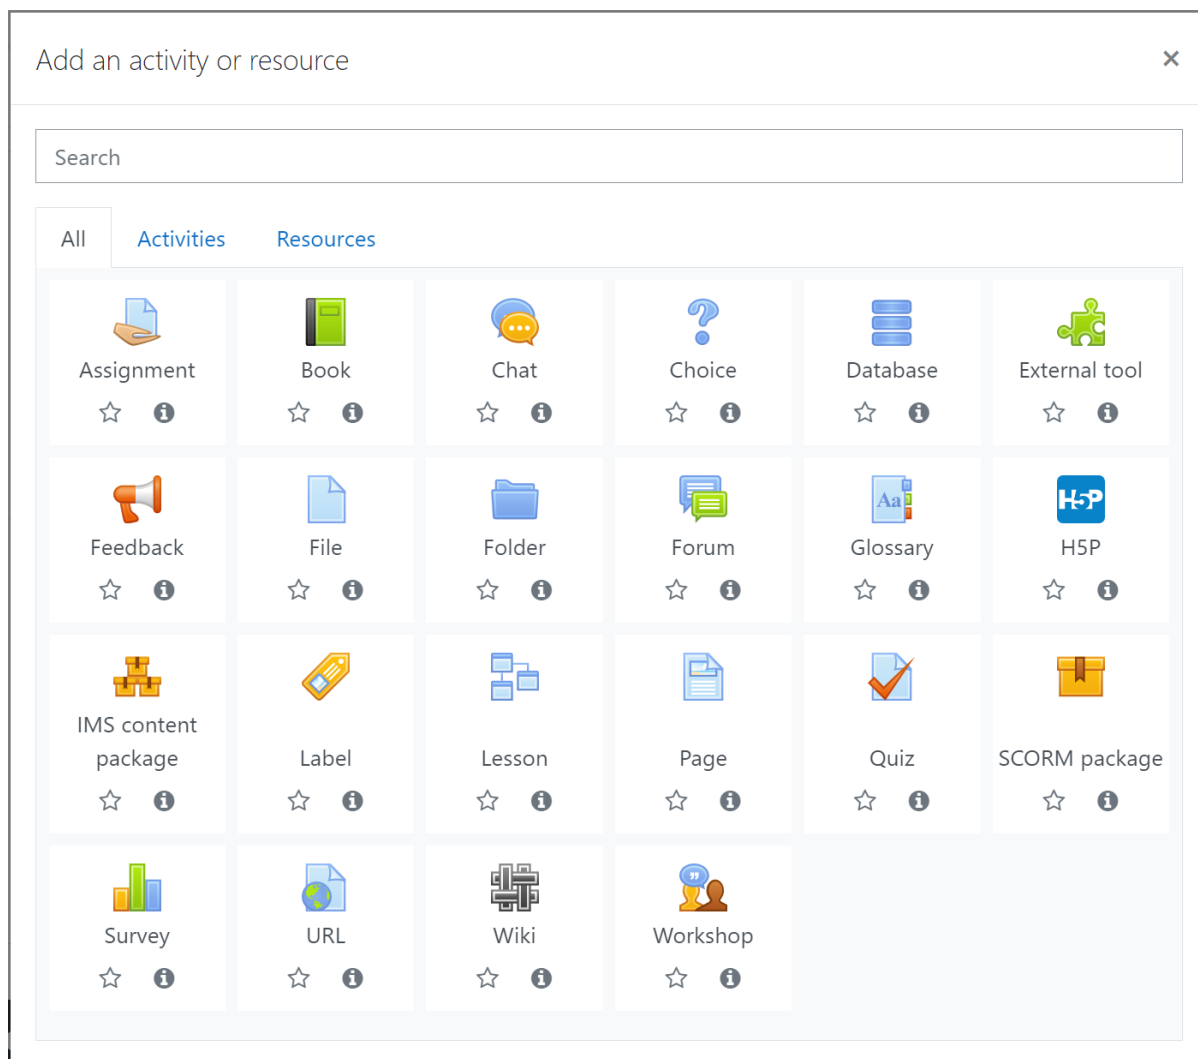 Add an activity or resource
×
Search
All Activities Resources
Assignment Book Chat Choice Database External tool
Feedback File Folder Forum Glossary H5P
Aa
H5P
IMS content package Label Lesson Page Quiz SCORM package
Survey URL Wiki Workshop